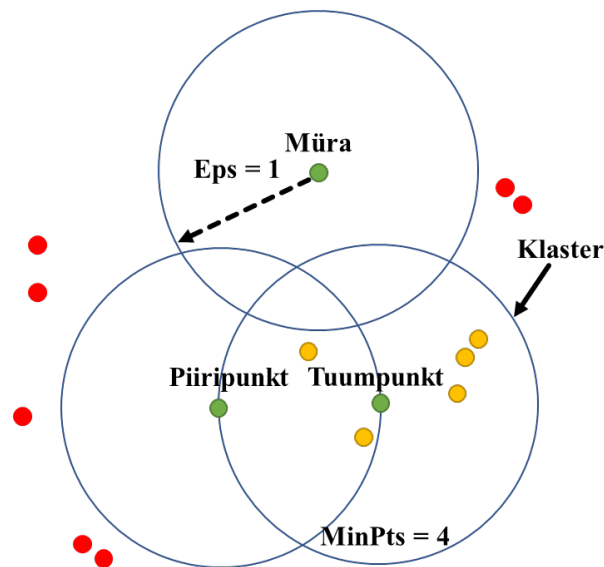 Müra
Eps = 1
Klaster
Piiripunkt
Tuumpunkt
MinPts = 4